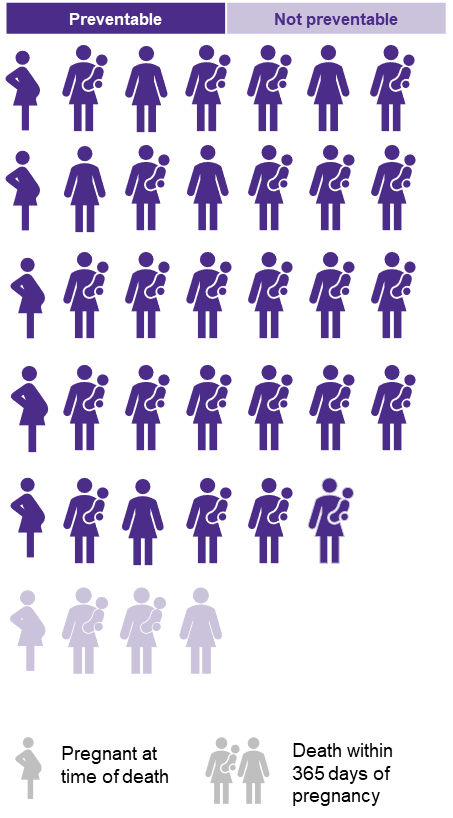 Preventable
Not preventable
Pregnant at
time of death
Death within
365 days of
pregnancy